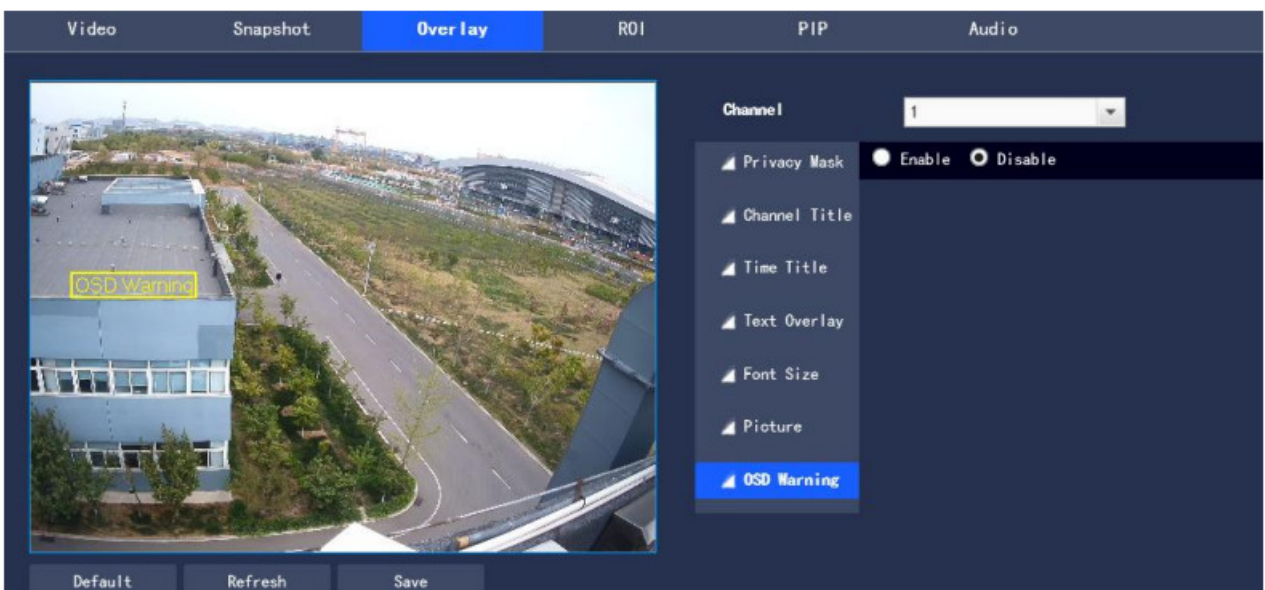 Video Snapshot Overlay ROI PIP Audio
Channel 1
Privacy Mask Enable Disable
Channel Title
Time Title
Text Overlay
Font Size
Picture
OSD Warning
OSD Warning
Default Refresh Save